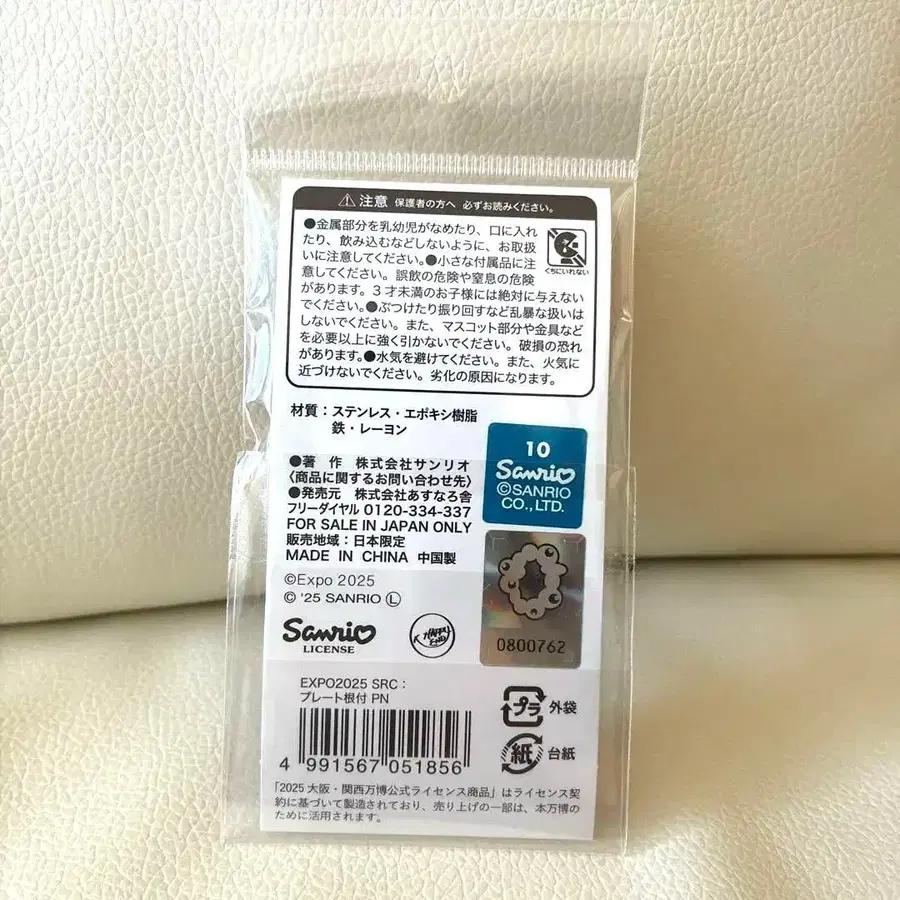 ⚠注意 保護者の方へ 必ずお読みください。
●金属部分を乳幼児がなめたり、口に入れ
たり、飲み込むなどしないように、お取扱
いに注意してください。●小さな付属品に注
意してください。誤飲の危険や窒息の危険
があります。3才未満のお子様には絶対に与えない
でください。●ぶつけたり振り回すなど乱暴な扱いは
しないでください。また、マスコット部分や金具など
を必要以上に強く引かないでください。破損の恐れ
があります。●水気を避けてください。また、火気に
近づけないでください。劣化の原因になります。
くちにいれない
材質：ステンレス・エポキシ樹脂
鉄・レーヨン
10
Sanrio
©SANRIO
CO.,LTD.
●著 作 株式会社サンリオ
〈商品に関するお問い合わせ先〉
●発売元 株式会社あすなろ舎
フリーダイヤル 0120-334-337
FOR SALE IN JAPAN ONLY
販売地域：日本限定
MADE IN CHINA 中国製
©Expo 2025
© '25 SANRIO Ⓛ
0800762
Sanrio
LICENSE
HAPPY
END
EXPO2025 SRC：
プレート根付 PN
4 991567 051856
プラ 外袋
紙 台紙
「2025 大阪・関西万博公式ライセンス商品」はライセンス契
約に基づいて製造されており、売り上げの一部は、本万博の
ために活用されます。